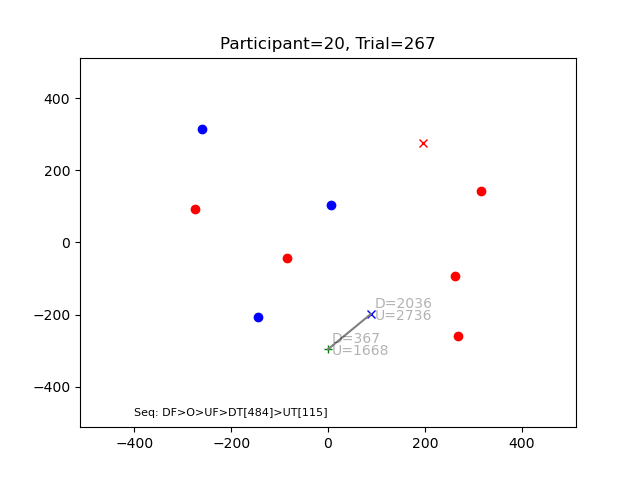 Participant=20, Trial=267
400
200
0
−200
−400
D=2036
U=2736
D=367
U=1668
Seq: DF>O>UF>DT[484]>UT[115]
−400
−200
0
200
400